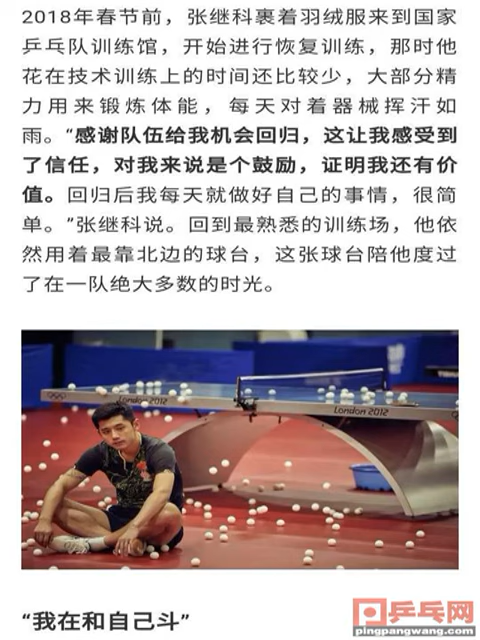 2018年春节前，张继科裹着羽绒服来到国家
乒乓队训练馆，开始进行恢复训练，那时他
花在技术训练上的时间还比较少，大部分精
力用来锻炼体能，每天对着器械挥汗如
雨。“感谢队伍给我机会回归，这让我感受到
了信任，对我来说是个鼓励，证明我还有价
值。回归后我每天就做好自己的事情，很简
单。”张继科说。回到最熟悉的训练场，他依
然用着最靠北边的球台，这张球台陪他度过
了在一队绝大多数的时光。
London 2012
London 2012
“我在和自己斗”
乒乓网
pingpangwang.com